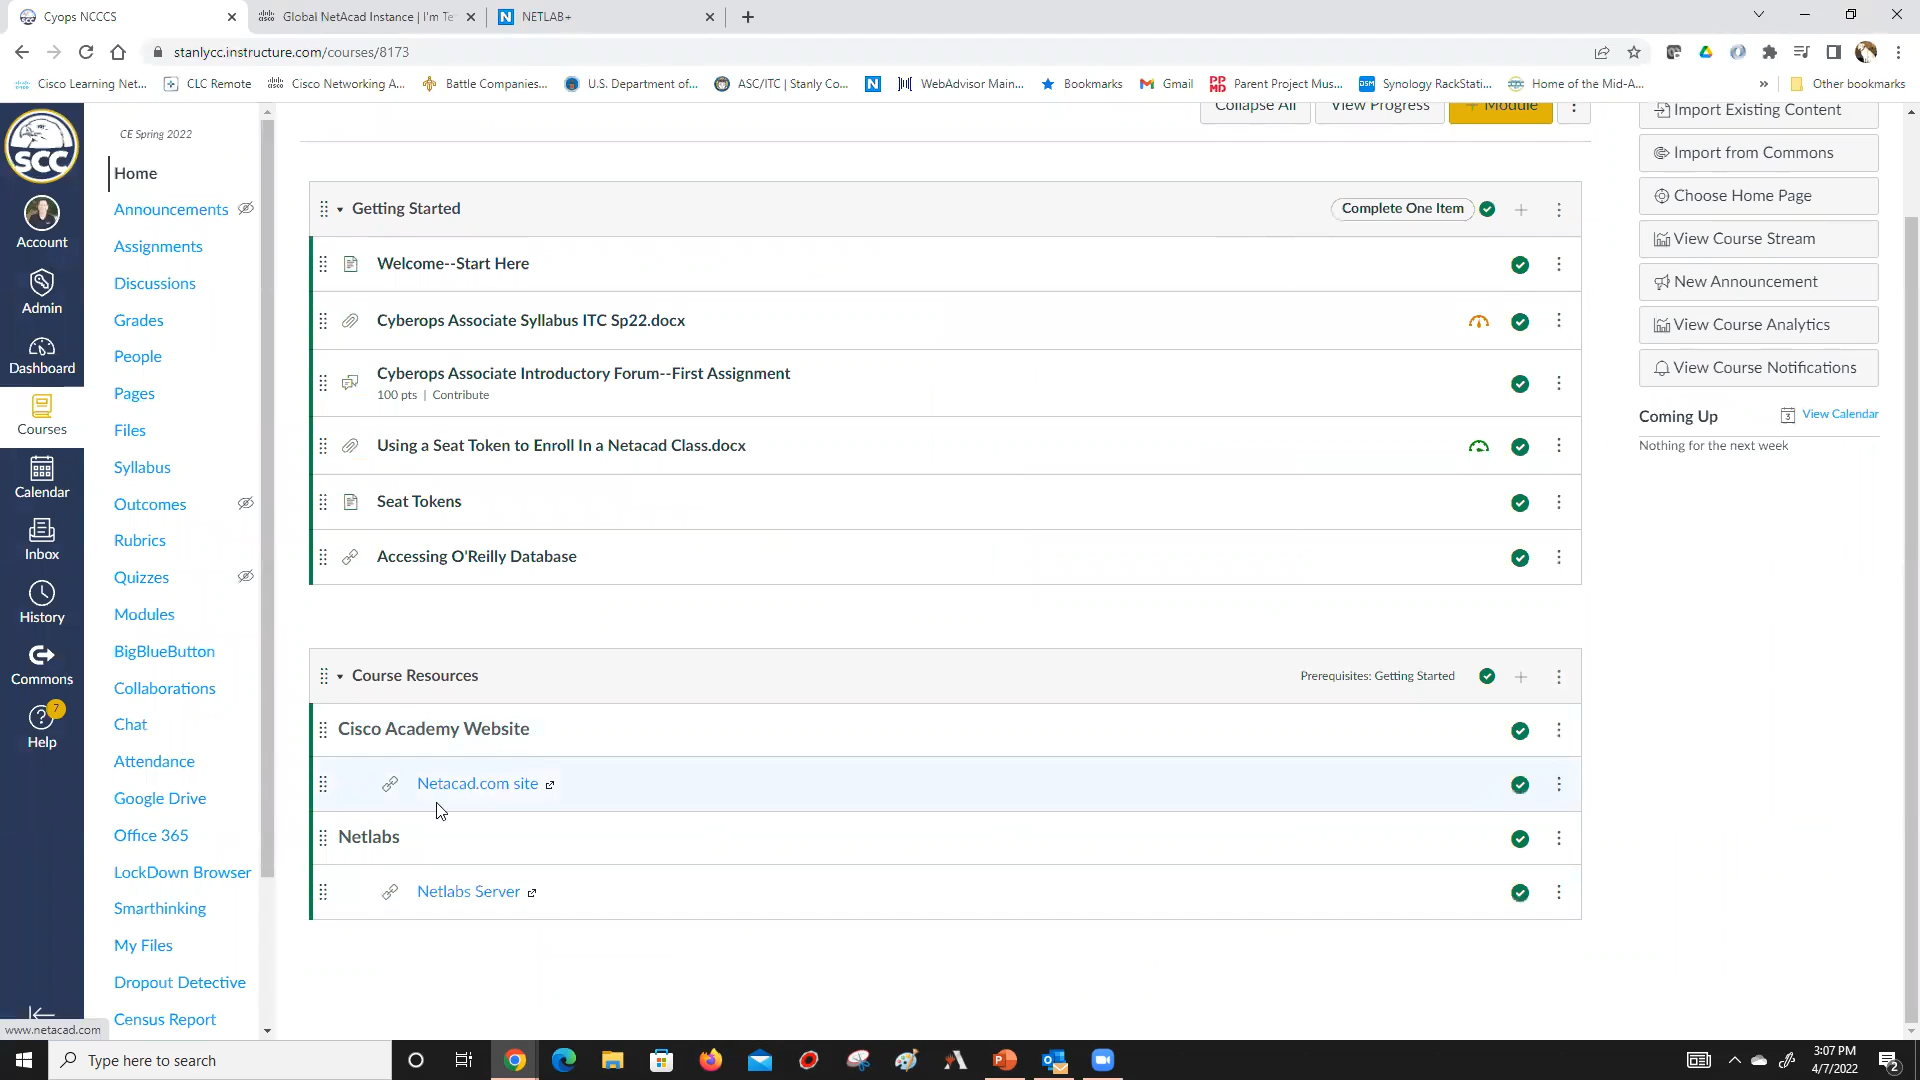 Cyops NCCCS
Global NetAcad Instance | I'm Te
NETLAB+
stanlycc.instructure.com/courses/8173
Cisco Learning Net...
CLC Remote
Cisco Networking A...
Battle Companies...
U.S. Department of...
ASC/ITC | Stanly Co...
WebAdvisor Main...
Bookmarks
Gmail
Parent Project Mus...
Synology RackStati...
Home of the Mid-A...
»
Other bookmarks
SCC
Account
Admin
Dashboard
Courses
Calendar
Inbox
History
Commons
7
Help
www.netacad.com
CE Spring 2022
Home
Announcements
Assignments
Discussions
Grades
People
Pages
Files
Syllabus
Outcomes
Rubrics
Quizzes
Modules
BigBlueButton
Collaborations
Chat
Attendance
Google Drive
Office 365
LockDown Browser
Smarthinking
My Files
Dropout Detective
Census Report
Collapse All
View Progress
+ Module
Getting Started
Complete One Item
Welcome--Start Here
Cyberops Associate Syllabus ITC Sp22.docx
Cyberops Associate Introductory Forum--First Assignment
100 pts | Contribute
Using a Seat Token to Enroll In a Netacad Class.docx
Seat Tokens
Accessing O'Reilly Database
Course Resources
Prerequisites: Getting Started
Cisco Academy Website
Netacad.com site
Netlabs
Netlabs Server
Import Existing Content
Import from Commons
Choose Home Page
View Course Stream
New Announcement
View Course Analytics
View Course Notifications
Coming Up
3
View Calendar
Nothing for the next week
Type here to search
3:07 PM
4/7/2022
2